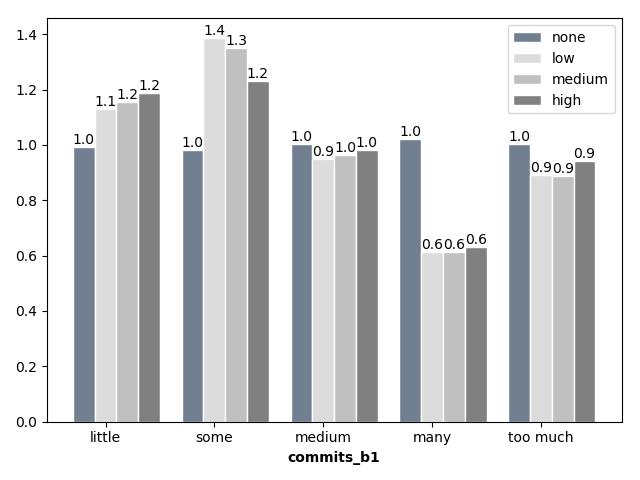 1.4
1.2
1.0
0.8
0.6
0.4
0.2
0.0
1.0 1.1 1.2 1.2
1.0 1.4 1.3 1.2
1.0 0.9 1.0 1.0
1.0 0.6 0.6 0.6
1.0 0.9 0.9 0.9
none
low
medium
high
little some medium many too much
commits_b1